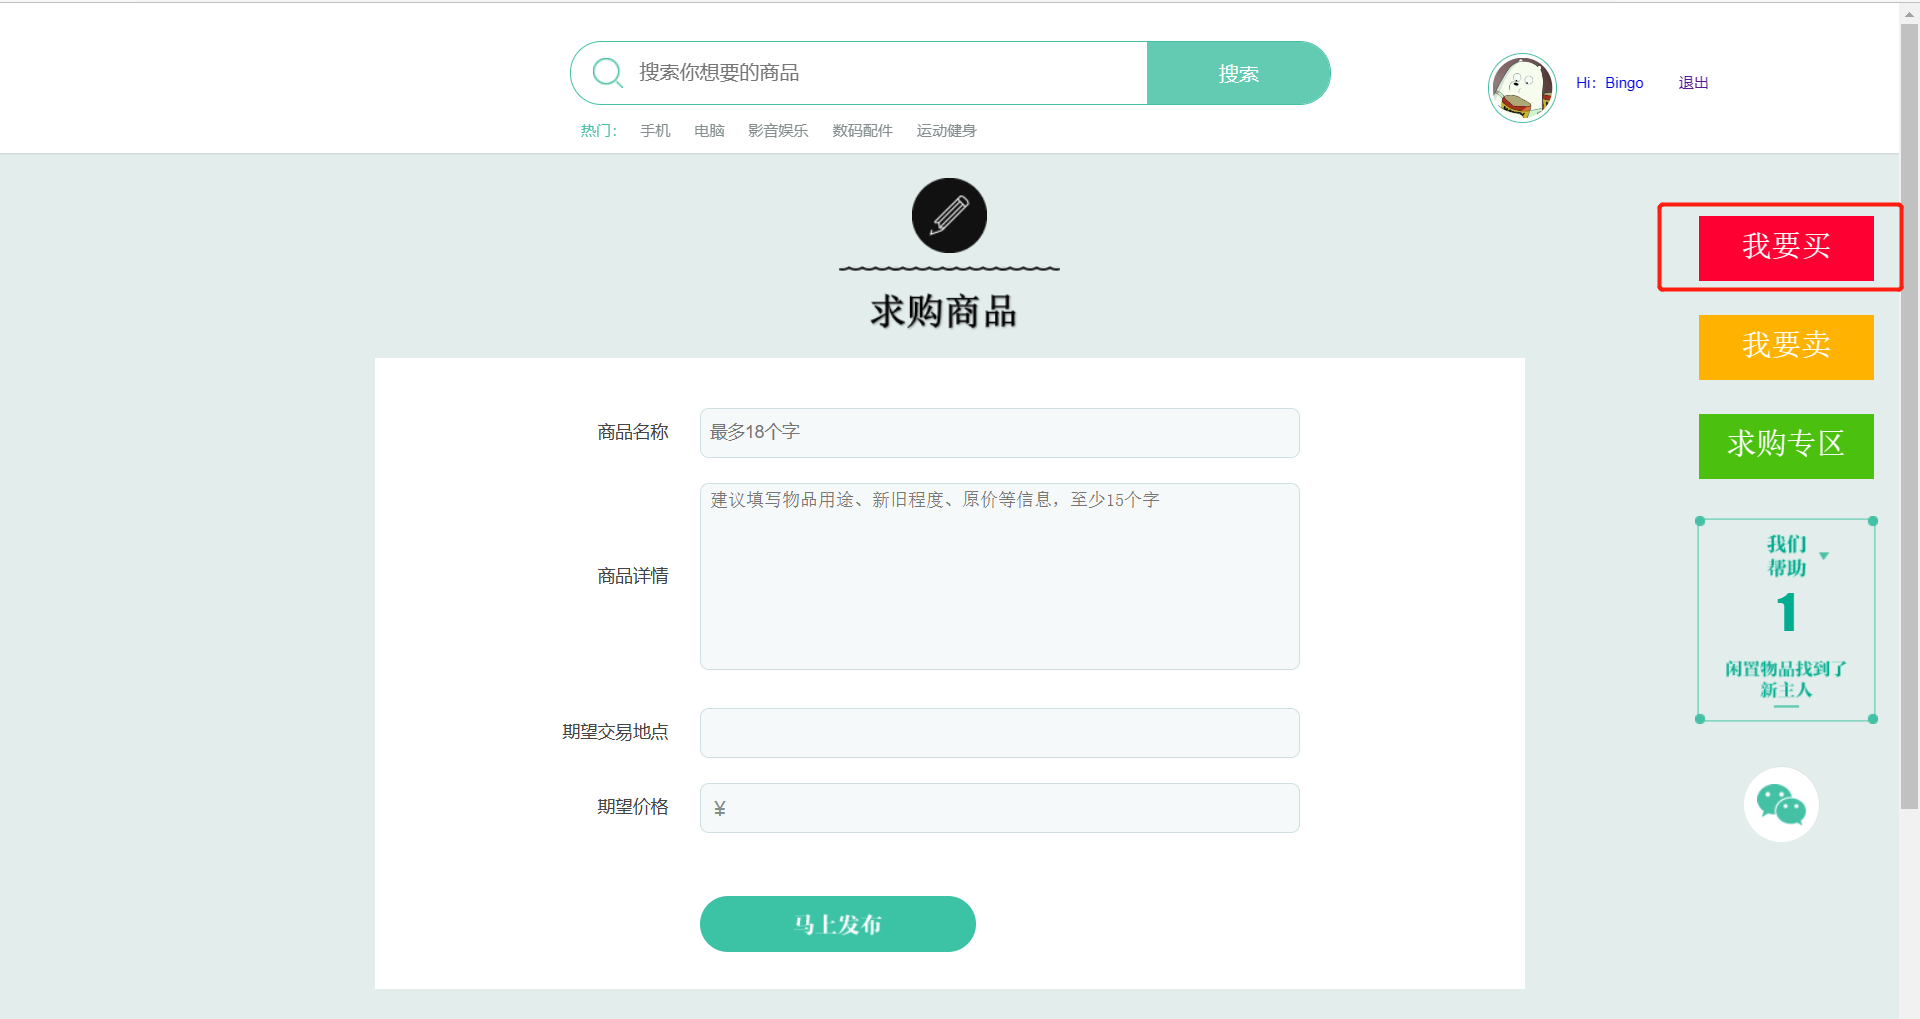 搜索你想要的商品
搜索
Hi：Bingo
退出
热门：
手机
电脑
影音娱乐
数码配件
运动健身
求购商品
我要买
我要卖
求购专区
商品名称
最多18个字
商品详情
建议填写物品用途、新旧程度、原价等信息，至少15个字
期望交易地点
期望价格
¥
马上发布
我们
帮助
1
闲置物品找到了
新主人